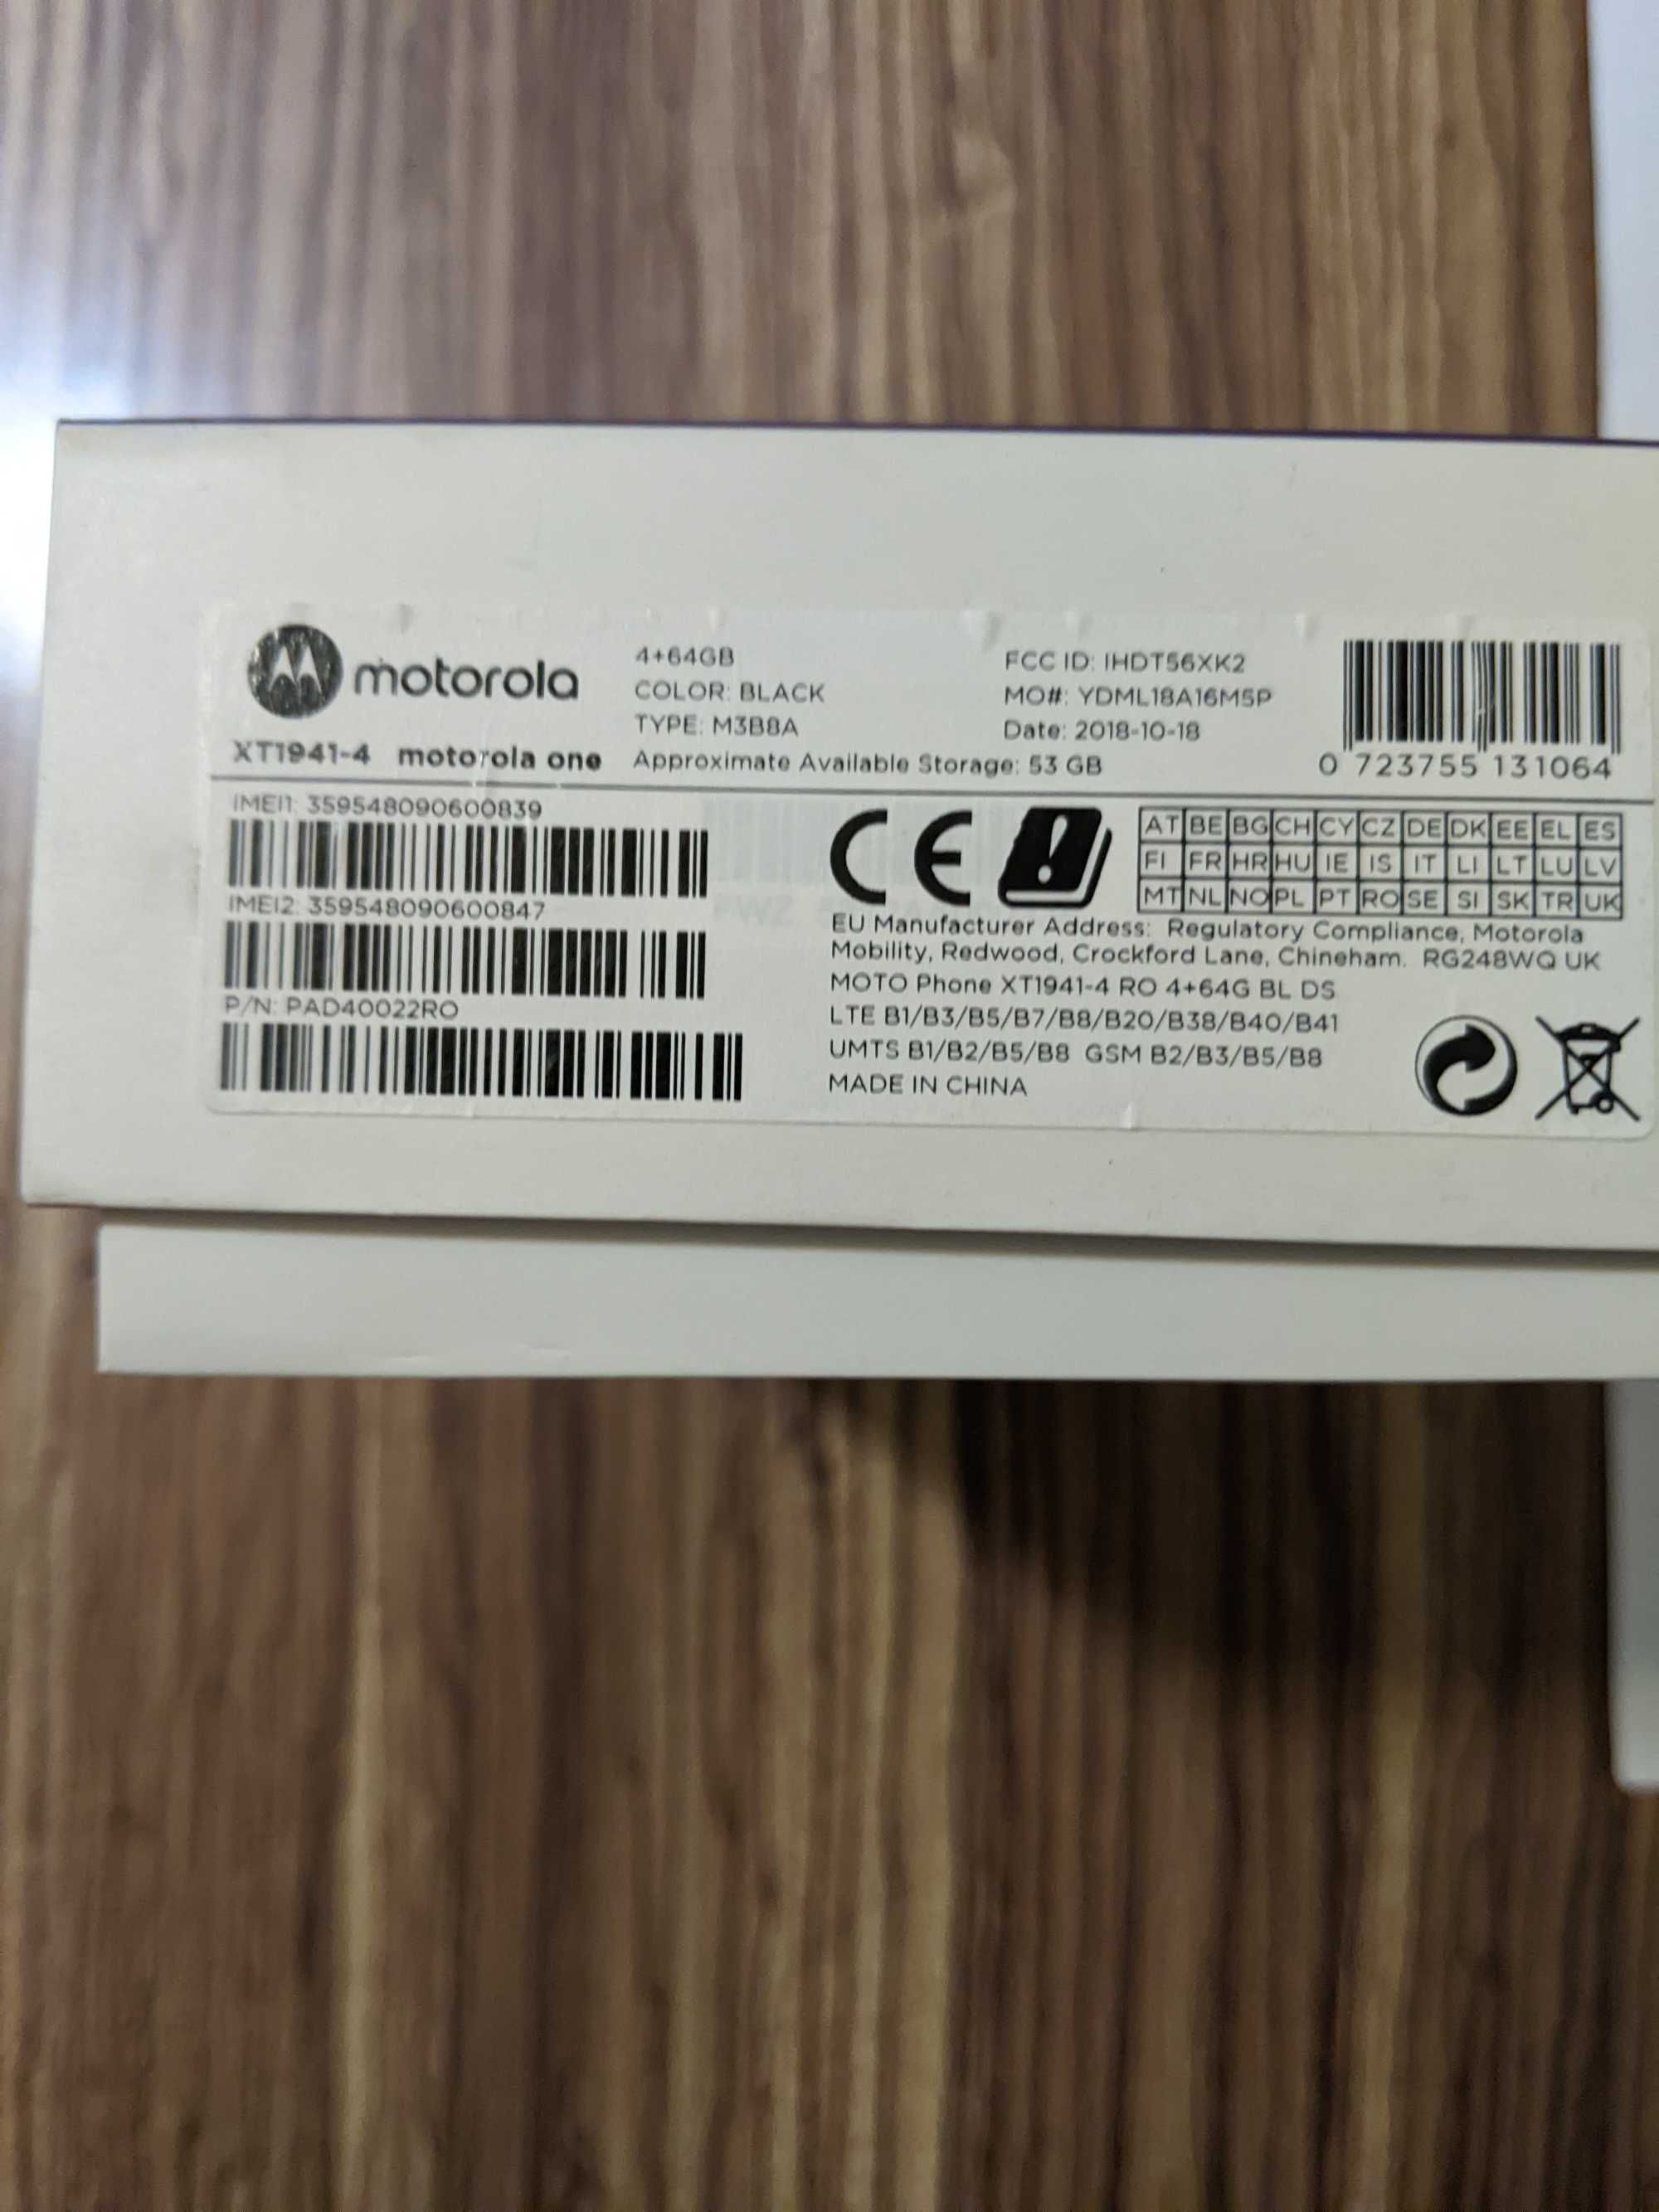 motorola
XT1941-4 motorola one
4+64GB
COLOR: BLACK
TYPE: M3B8A
Approximate Available Storage: 53 GB
FCC ID: IHDT56XK2
MO#: YDML18A16M5P
Date: 2018-10-18
0 723755 131064
IMEI1: 359548090600839
IMEI2: 359548090600847
P/N: PAD40022RO
CE
AT BE BG CH CY CZ DE DK EE EL ES
FI FR HR HU IE IS IT LI LT LU LV
MT NL NO PL PT RO SE SI SK TR UK
EU Manufacturer Address: Regulatory Compliance, Motorola
Mobility, Redwood, Crockford Lane, Chineham. RG248WQ UK
MOTO Phone XT1941-4 RO 4+64G BL DS
LTE B1/B3/B5/B7/B8/B20/B38/B40/B41
UMTS B1/B2/B5/B8 GSM B2/B3/B5/B8
MADE IN CHINA